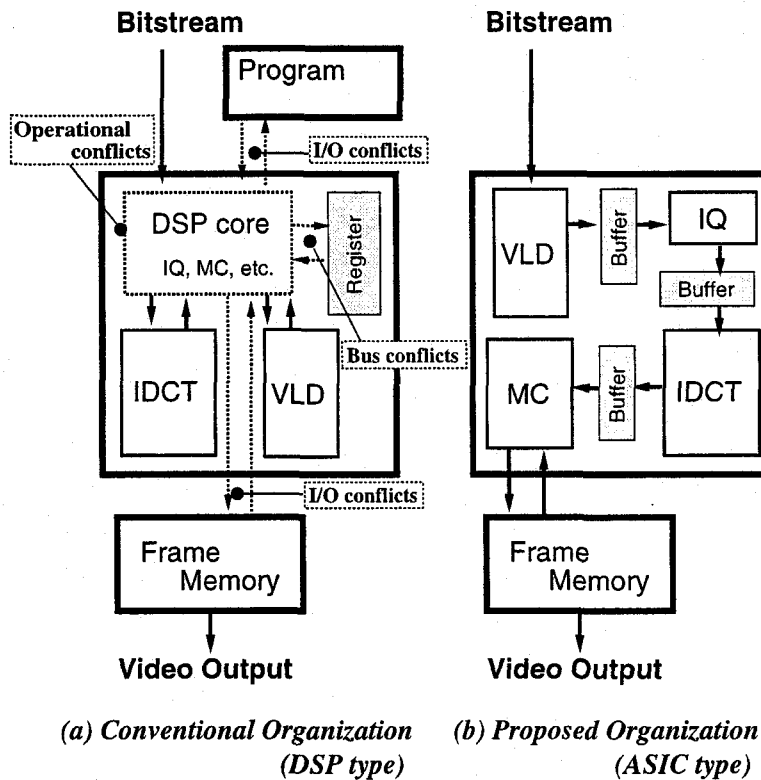 Bitstream
Program
Operational
conflicts
I/O conflicts
DSP core
IQ, MC, etc.
Register
Bus conflicts
IDCT
VLD
I/O conflicts
Frame
Memory
Video Output
(a) Conventional Organization
(DSP type)
Bitstream
VLD
Buffer
IQ
Buffer
MC
Buffer
IDCT
Frame
Memory
Video Output
(b) Proposed Organization
(ASIC type)